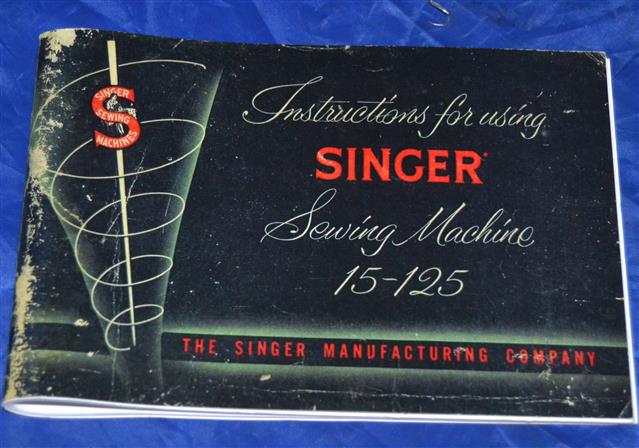 SINGER
SEWING
MACHINES
Instructions for using
SINGER
Sewing Machine
15-125
THE SINGER MANUFACTURING COMPANY